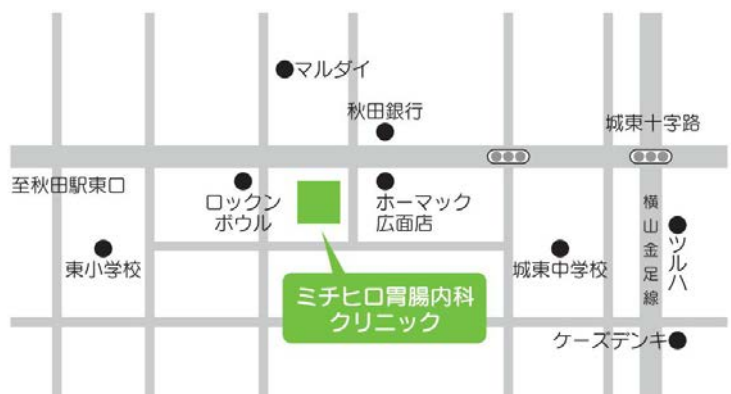 マルダイ
秋田銀行
城東十字路
至秋田駅東口
ロックン
ボウル
ホーマック
広面店
横山金足線
ツルハ
東小学校
城東中学校
ミチヒロ胃腸内科
クリニック
ケーズデンキ